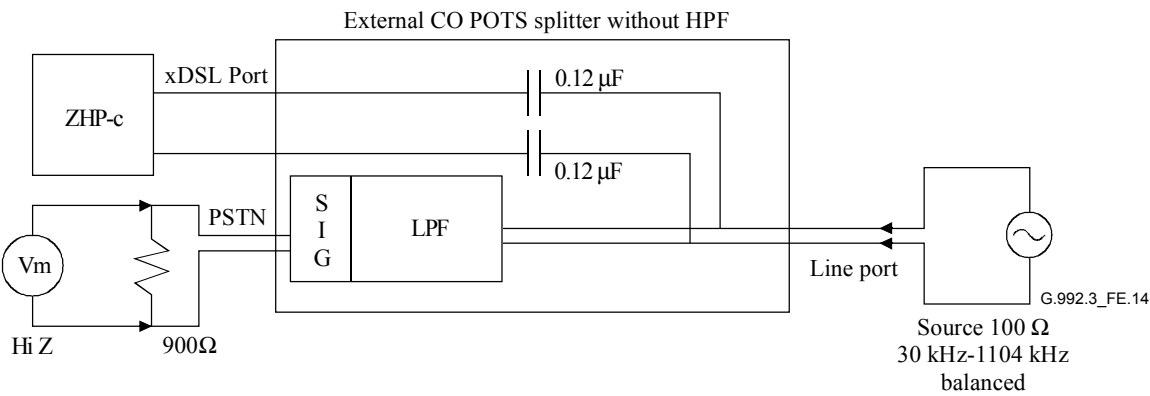 External CO POTS splitter without HPF
xDSL Port
0.12 µF
ZHP-c
0.12 µF
PSTN
S
I
G
LPF
Vm
Line port
G.992.3_FE.14
Hi Z
900Ω
Source 100 Ω
30 kHz-1104 kHz
balanced